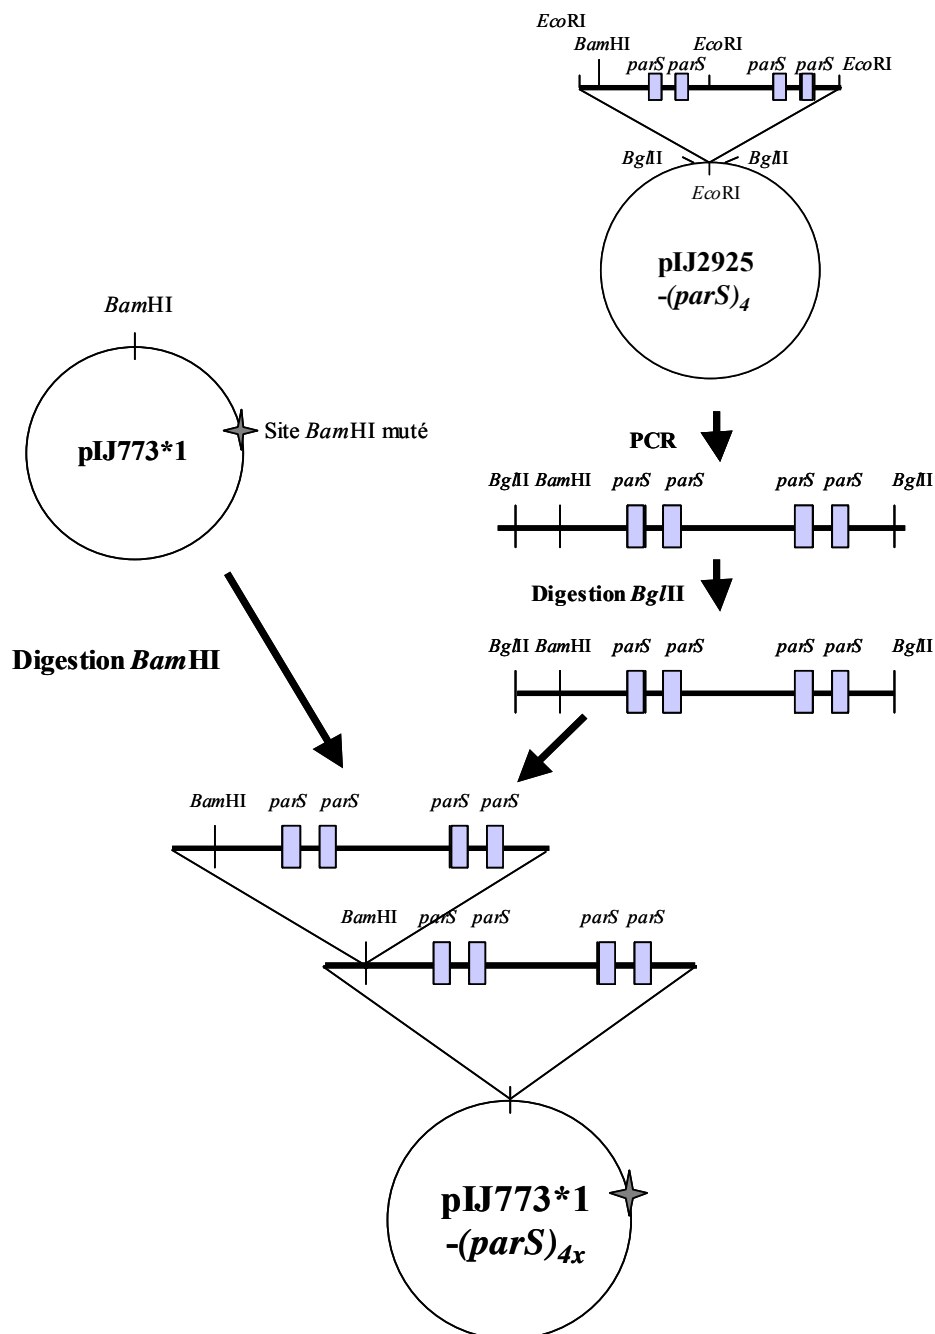 EcoRI
BamHI
EcoRI
parS parS
parS
parS
EcoRI
BglII
BglII
EcoRI
pIJ2925
-(parS)4
BamHI
pIJ773*1
Site BamHI muté
PCR
BglII BamHI parS parS parS parS BglII
Digestion BglII
BglII BamHI parS parS parS parS BglII
Digestion BamHI
BamHI parS parS parS parS
BamHI parS parS parS parS
pIJ773*1
-(parS)4x